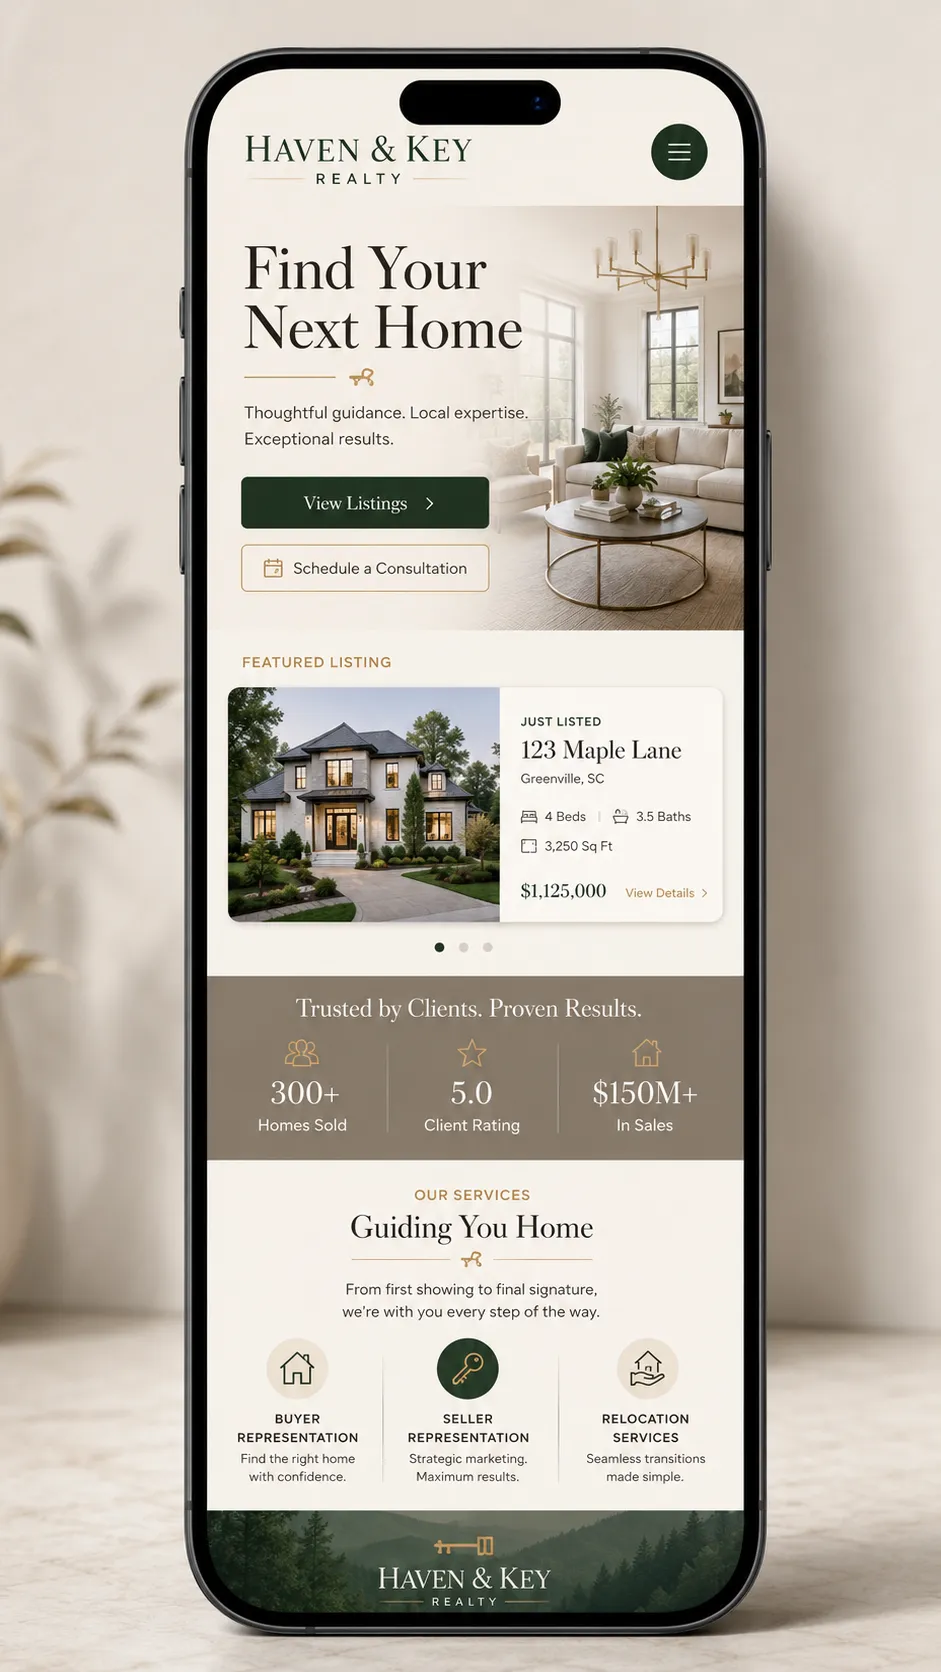 HAVEN & KEY
REALTY
Find Your
Next Home
Thoughtful guidance. Local expertise.
Exceptional results.
View Listings
Schedule a Consultation
FEATURED LISTING
JUST LISTED
123 Maple Lane
Greenville, SC
4 Beds | 3.5 Baths
3,250 Sq Ft
$1,125,000 View Details
Trusted by Clients. Proven Results.
300+ 5.0 $150M+
Homes Sold Client Rating In Sales
OUR SERVICES
Guiding You Home
From first showing to final signature,
we're with you every step of the way.
BUYER
REPRESENTATION
Find the right home
with confidence.
SELLER
REPRESENTATION
Strategic marketing.
Maximum results.
RELOCATION
SERVICES
Seamless transitions
made simple.
HAVEN & KEY
REALTY